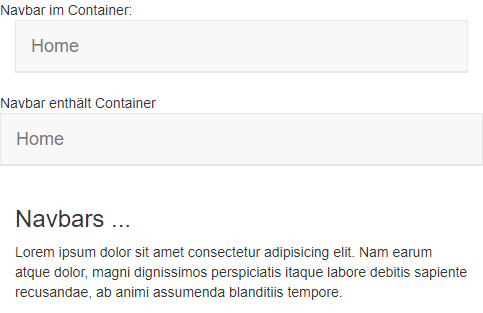 Navbar im Container:
Home
Navbar enthält Container
Home
Navbars ...
Lorem ipsum dolor sit amet consectetur adipisicing elit. Nam earum
atque dolor, magni dignissimos perspiciatis itaque labore debitis sapiente
recusandae, ab animi assumenda blanditiis tempore.